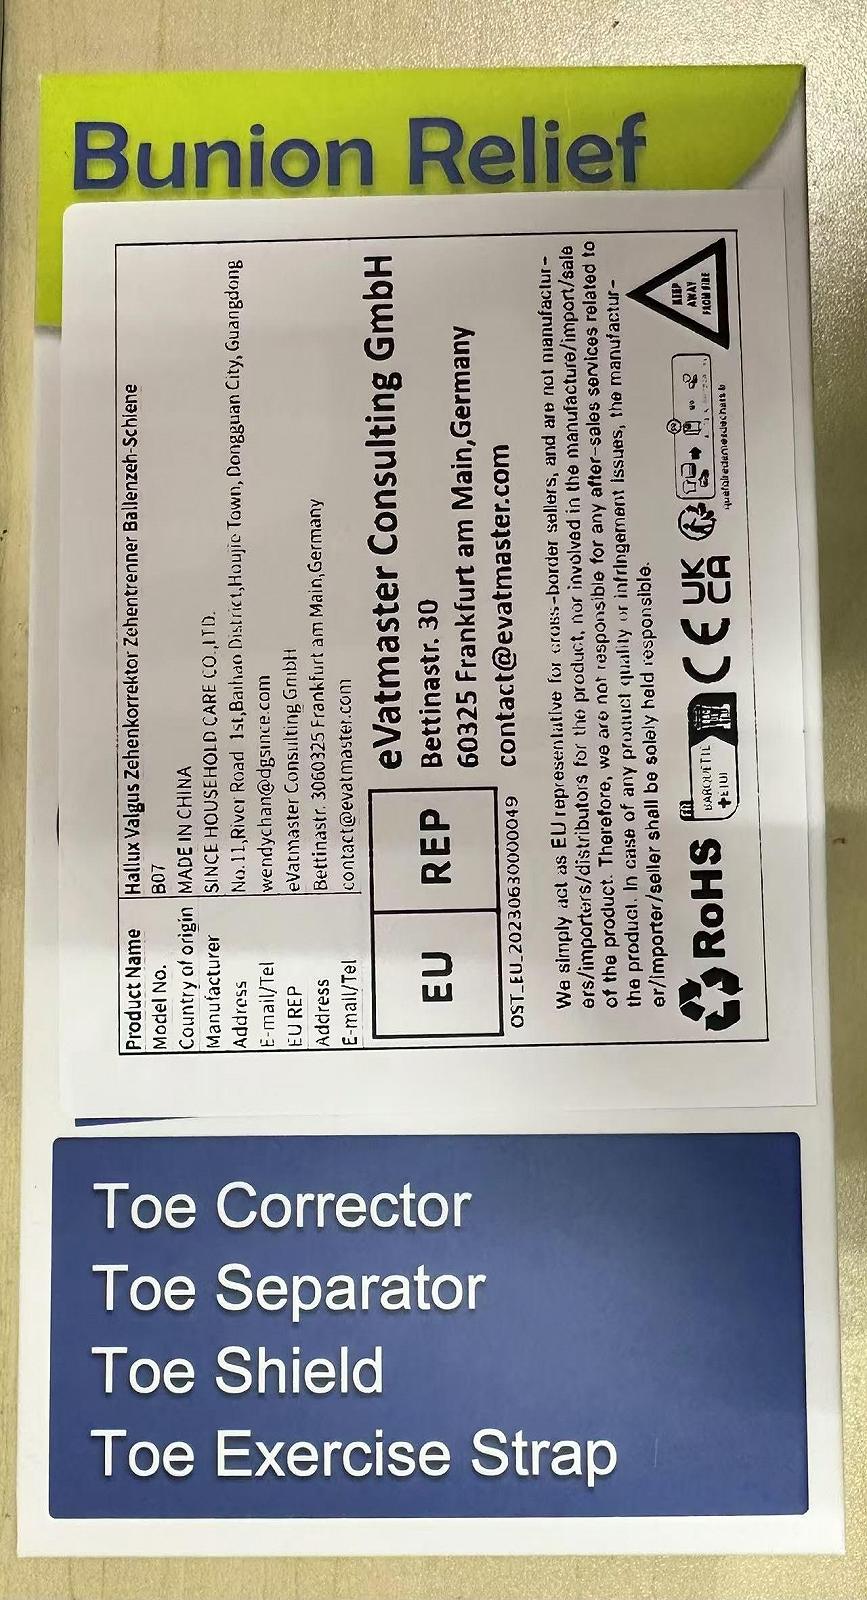 Bunion Relief
Product Name Hallux Valgus Zehenkorrektor Zehentrenner Ballenzeh-Schiene
Model No. B07
Country of origin MADE IN CHINA
Manufacturer SINCE HOUSEHOLD CARE CO.,LTD.
Address No.11,River Road 1st,Baihao District,Houjie Town,Dongguan City,Guangdong
E-mail/Tel wendychan@dgsince.com
EU REP eVatmaster Consulting GmbH
Address Bettinastr. 3060325 Frankfurt am Main,Germany
E-mail/Tel contact@evatmaster.com
EU REP
eVatmaster Consulting GmbH
Bettinastr. 30
60325 Frankfurt am Main,Germany
contact@evatmaster.com
OST_EU_20230630000049
We simply act as EU representative for cross-border sellers, and are not manufactur-
ers/importers/distributors for the product, nor involved in the manufacture/import/sale
of the product. Therefore, we are not responsible for any after-sales services related to
the product. In case of any product quality or infringement issues, the manufactur-
er/importer/seller shall be solely held responsible.
RoHS
FR
BARQUETTE
+ÉTUI
CE
UK
CA
quefairedemesdechets.fr
KEEP
AWAY
FROM FIRE
Toe Corrector
Toe Separator
Toe Shield
Toe Exercise Strap